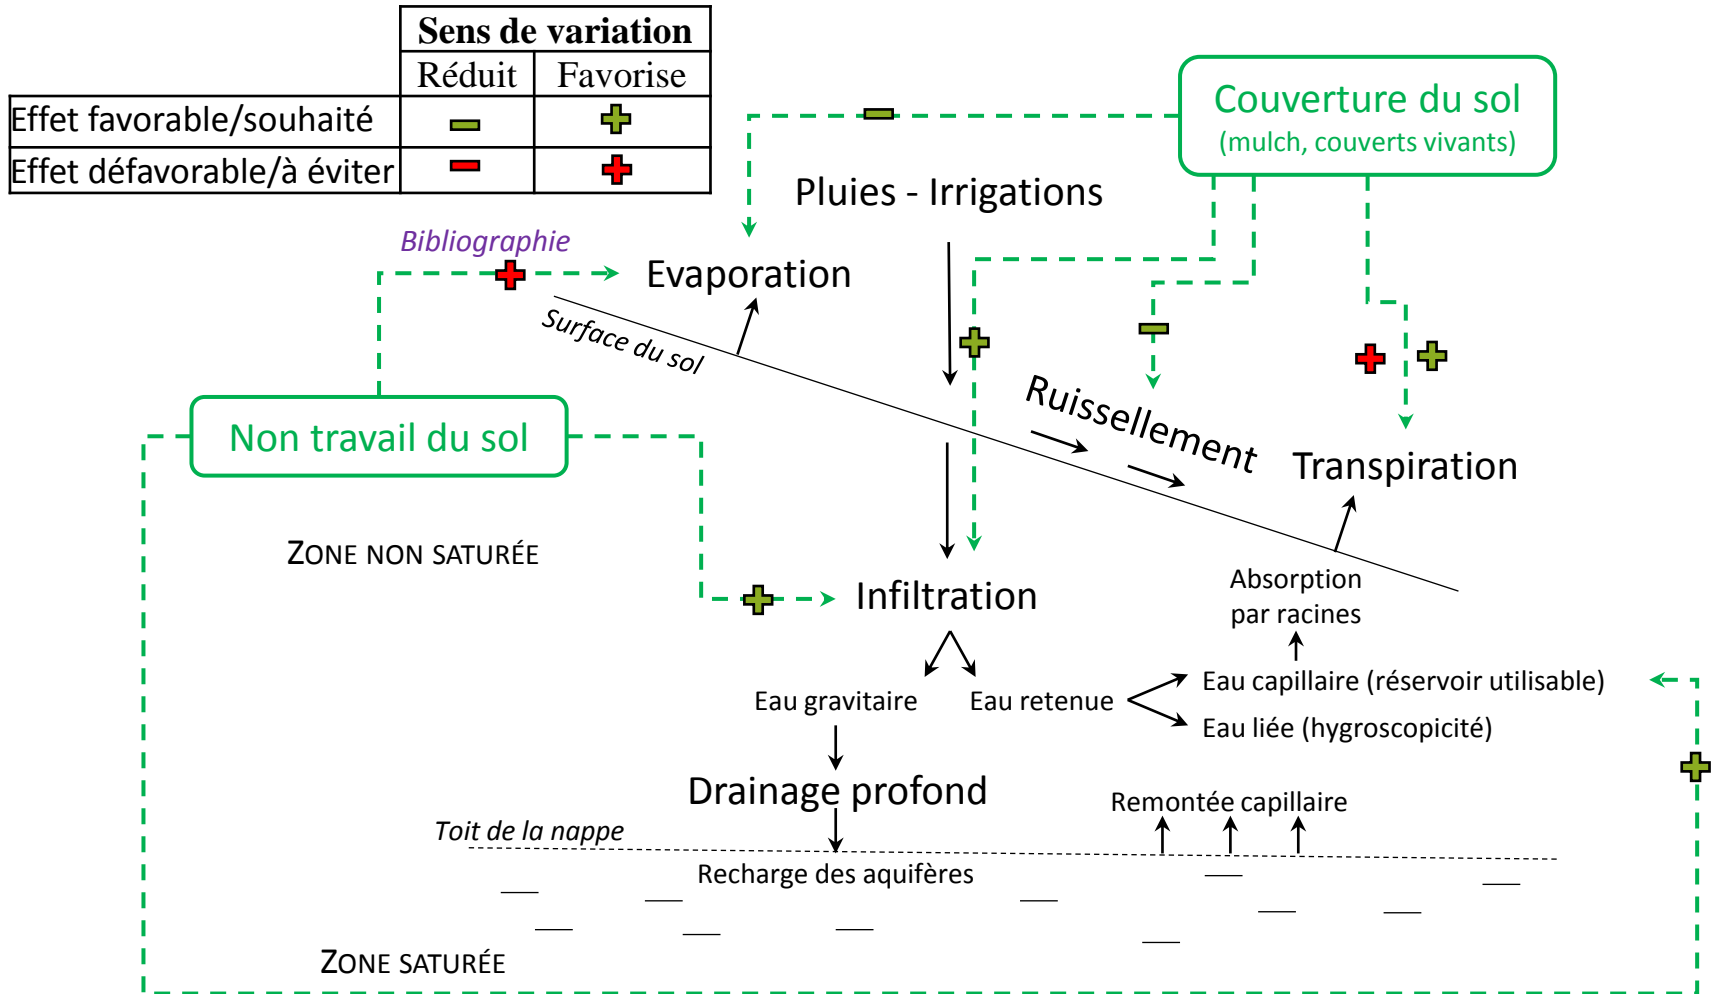 Sens de variation
Réduit Favorise
Effet favorable/souhaité
Effet défavorable/à éviter
Couverture du sol
(mulch, couverts vivants)
Pluies - Irrigations
Bibliographie
Evaporation
Surface du sol
Ruissellement
Non travail du sol
Transpiration
ZONE NON SATURÉE
Infiltration
Absorption
par racines
Eau gravitaire
Eau retenue
Eau capillaire (réservoir utilisable)
Eau liée (hygroscopicité)
Drainage profond
Remontée capillaire
Toit de la nappe
Recharge des aquifères
ZONE SATURÉE